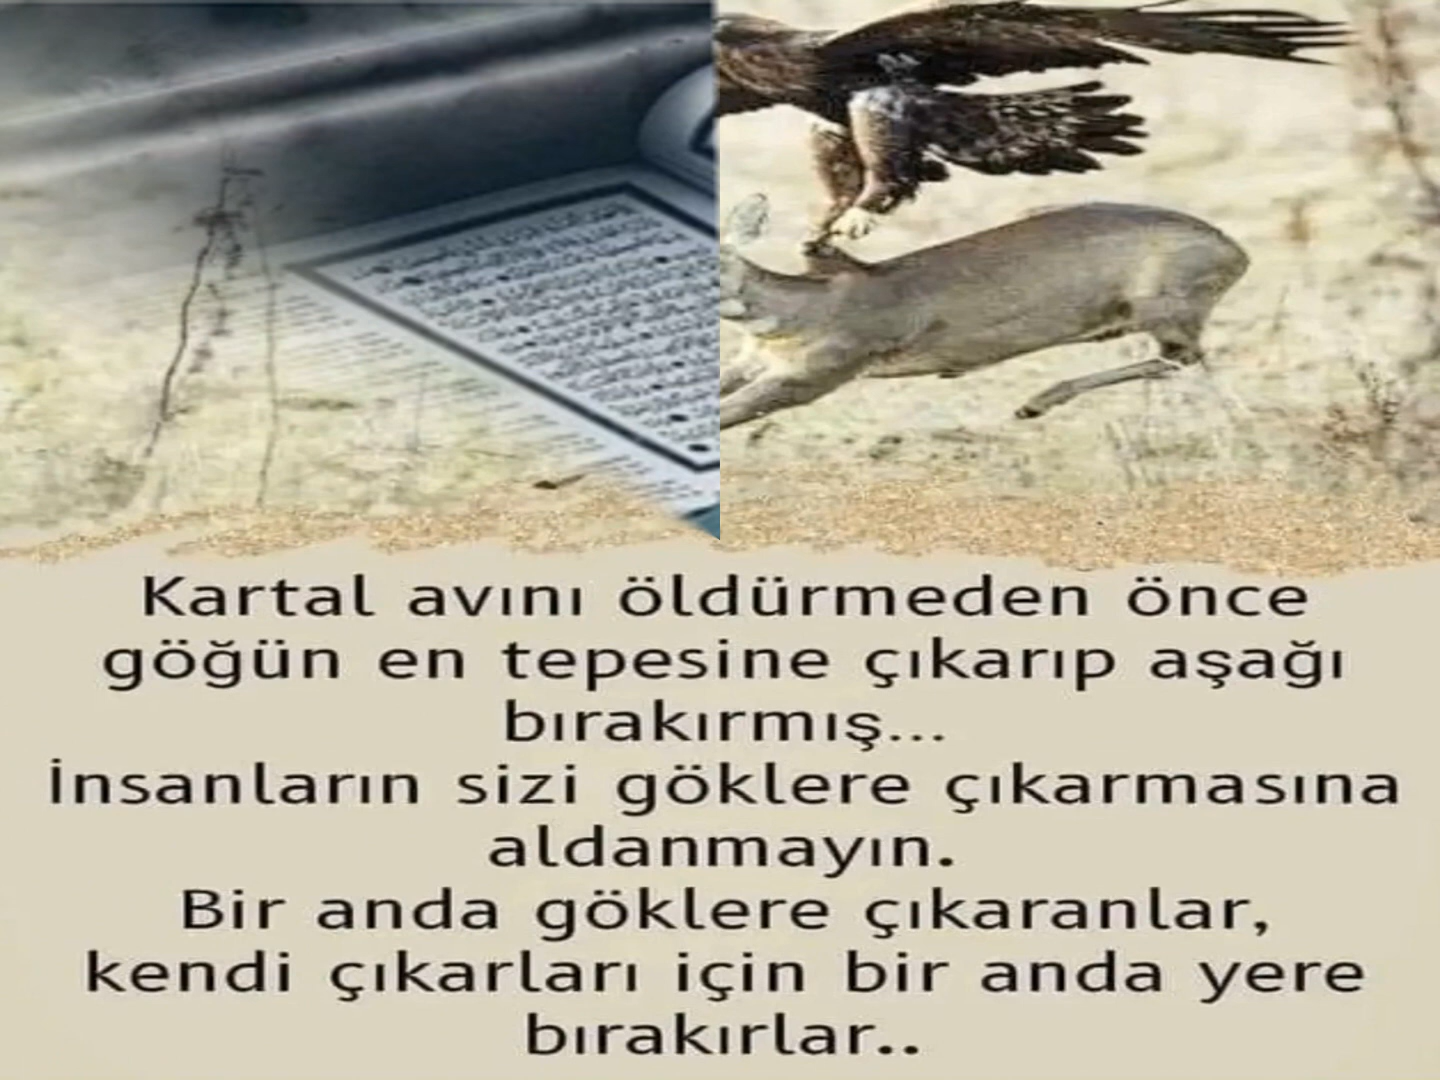 Kartal avını öldürmeden önce
göğün en tepesine çıkarıp aşağı
bırakırmış...
İnsanların sizi göklere çıkarmasına
aldanmayın.
Bir anda göklere çıkaranlar,
kendi çıkarları için bir anda yere
bırakırlar..